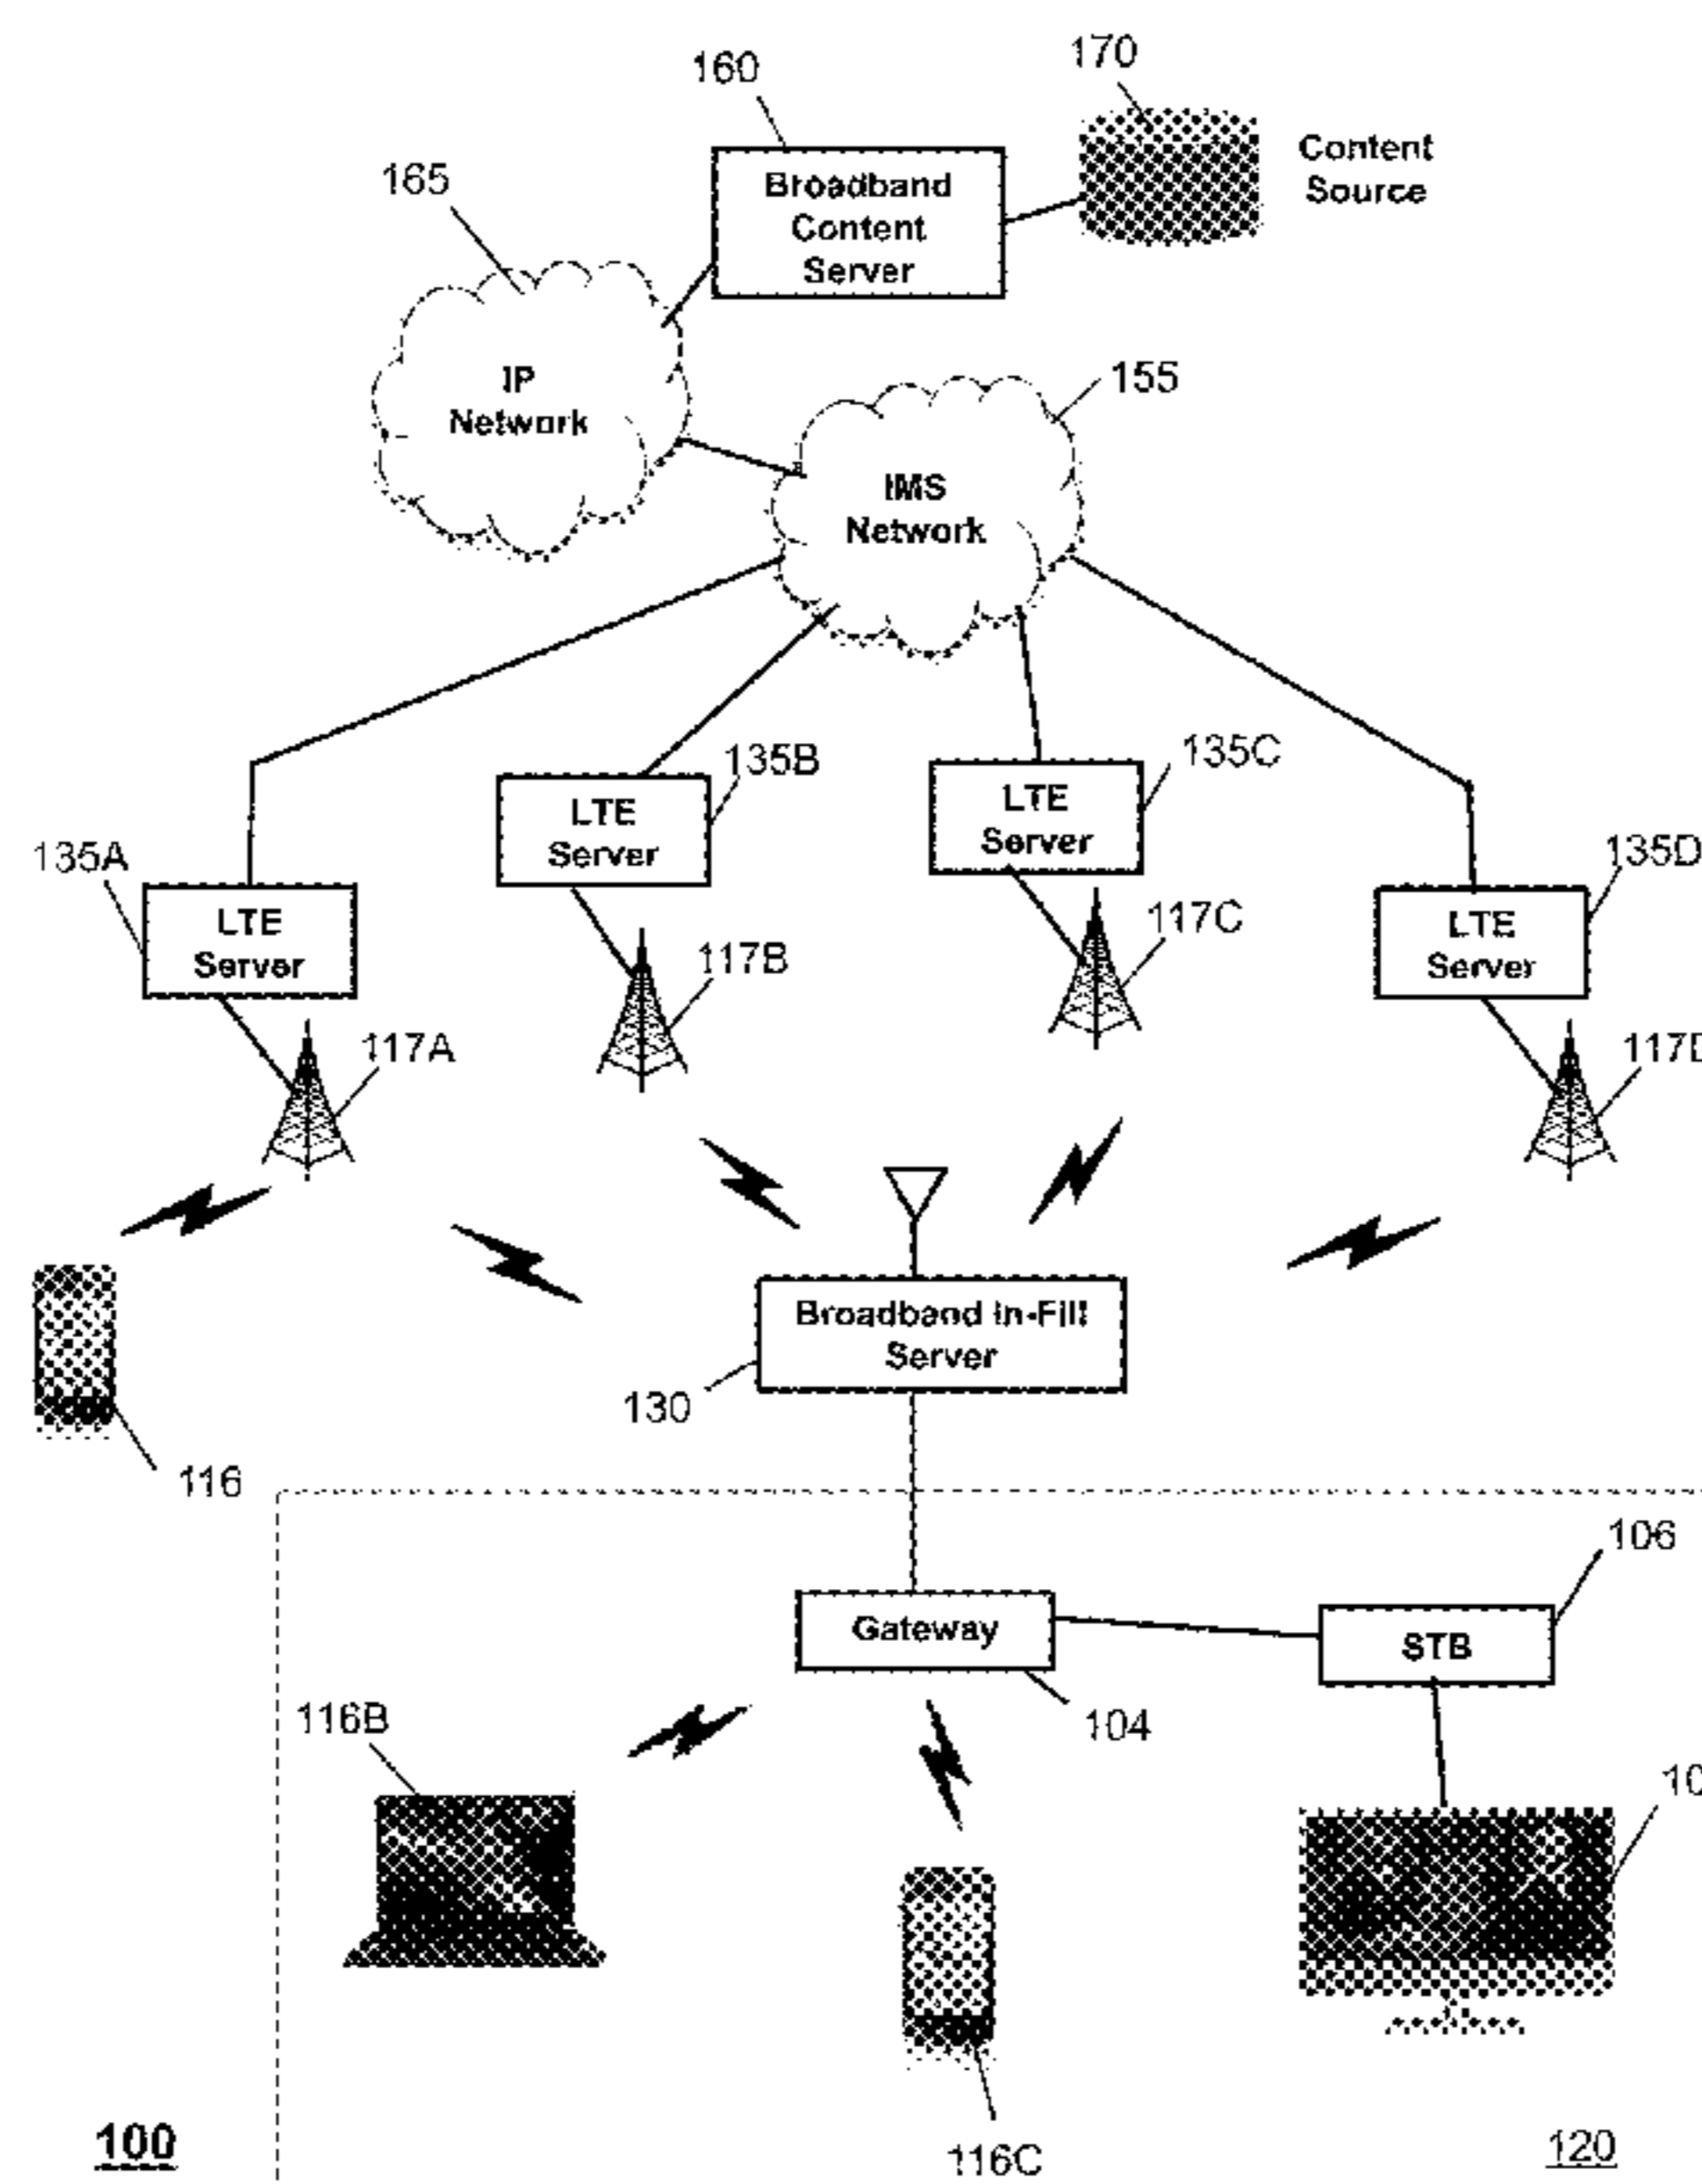 160
170
Content
Source
165
Broadband
Content
Server
IP
Network
155
IMS
Network
135A
LTE
Server
135B
LTE
Server
135C
LTE
Server
135D
LTE
Server
117A
117B
117C
116
Broadband In-Fill
Server
130
106
Gateway
STB
104
116B
116C
100
120